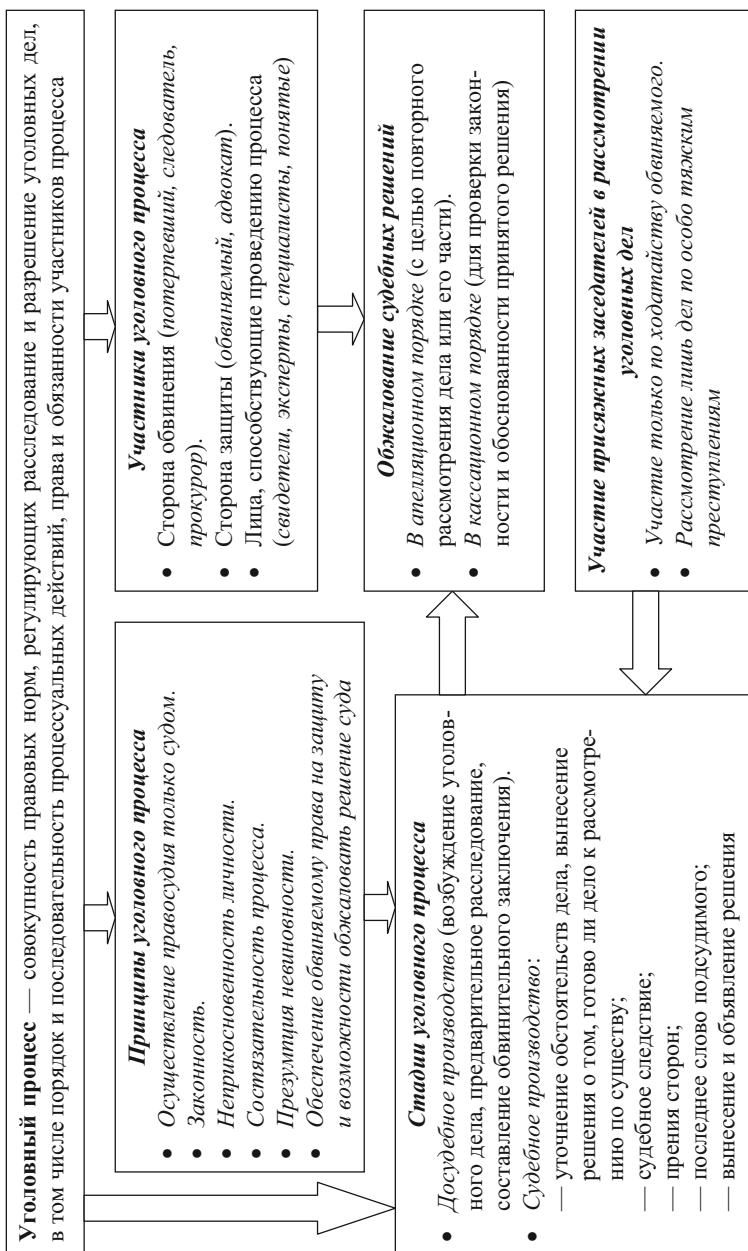 Уголовный процесс — совокупность правовых норм, регулирующих расследование и разрешение уголовных дел,
в том числе порядок и последовательность процессуальных действий, права и обязанности участников процесса
Принципы уголовного процесса
• Осуществление правосудия только судом.
• Законность.
• Неприкосновенность личности.
• Состязательность процесса.
• Презумпция невиновности.
• Обеспечение обвиняемому права на защиту
и возможности обжаловать решение суда
Участники уголовного процесса
• Сторона обвинения (потерпевший, следователь,
прокурор).
• Сторона защиты (обвиняемый, адвокат).
• Лица, способствующие проведению процесса
(свидетели, эксперты, специалисты, понятые)
Стадии уголовного процесса
• Досудебное производство (возбуждение уголов-
ного дела, предварительное расследование,
составление обвинительного заключения).
• Судебное производство:
— уточнение обстоятельств дела, вынесение
решения о том, готово ли дело к рассмотре-
нию по существу;
— судебное следствие;
— прения сторон;
— последнее слово подсудимого;
— вынесение и объявление решения
Обжалование судебных решений
• В апелляционном порядке (с целью повторного
рассмотрения дела или его части).
• В кассационном порядке (для проверки закон-
ности и обоснованности принятого решения)
Участие присяжных заседателей в рассмотрении
уголовных дел
• Участие только по ходатайству обвиняемого.
• Рассмотрение лишь дел по особо тяжким
преступлениям